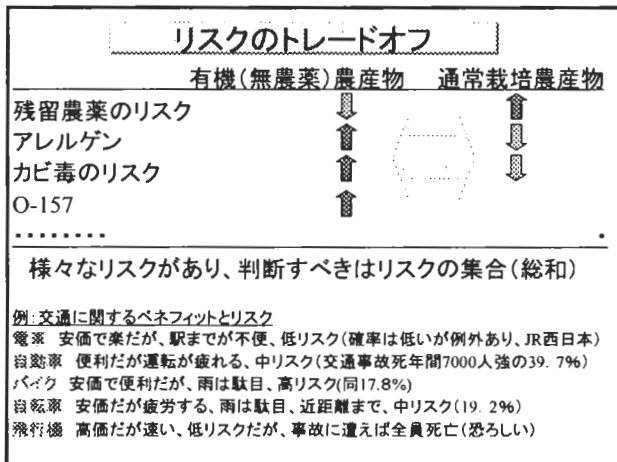 リスクのトレードオフ
有機(無農薬)農産物 通常栽培農産物
残留農薬のリスク
アレルゲン
カビ毒のリスク
O-157
........ .
様々なリスクがあり、判断すべきはリスクの集合(総和)
例:交通に関するベネフィットとリスク
電車 安価で楽だが、駅までが不便、低リスク(確率は低いが例外あり、JR西日本)
自動車 便利だが運転が疲れる、中リスク(交通事故死年間7000人強の39. 7%)
バイク 安価で便利だが、雨は駄目、高リスク(同17.8%)
自転車 安価だが疲労する、雨は駄目、近距離まで、中リスク(19. 2%)
飛行機 高価だが速い、低リスクだが、事故に遭えば全員死亡(恐ろしい)